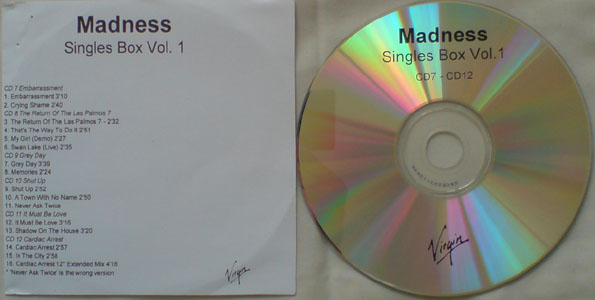 Madness
Singles Box Vol. 1
CD 7 Embarrassment
1. Embarrassment 3'10
2. Crying Shame 2'40
CD 8 The Return Of The Las Palmos 7
3. The Return Of The Las Palmos 7 - 2'32
4. That's The Way To Do It 2'51
5. My Girl (Demo) 2'27
6. Swan Lake (Live) 2'35
CD 9 Grey Day
7. Grey Day 3'39
8. Memories 2'24
CD 10 Shut Up
9. Shut Up 2'52
10. A Town With No Name 2'50
11. Never Ask Twice
CD 11 It Must Be Love
12. It Must Be Love 3'16
13. Shadow On The House 3'20
CD 12 Cardiac Arrest
14. Cardiac Arrest 2'57
15. In The City 2'58
16. Cardiac Arrest 12" Extended Mix 4'16
* 'Never Ask Twice' is the wrong version
Virgin
Madness
Singles Box Vol.1
CD7 - CD12
Virgin